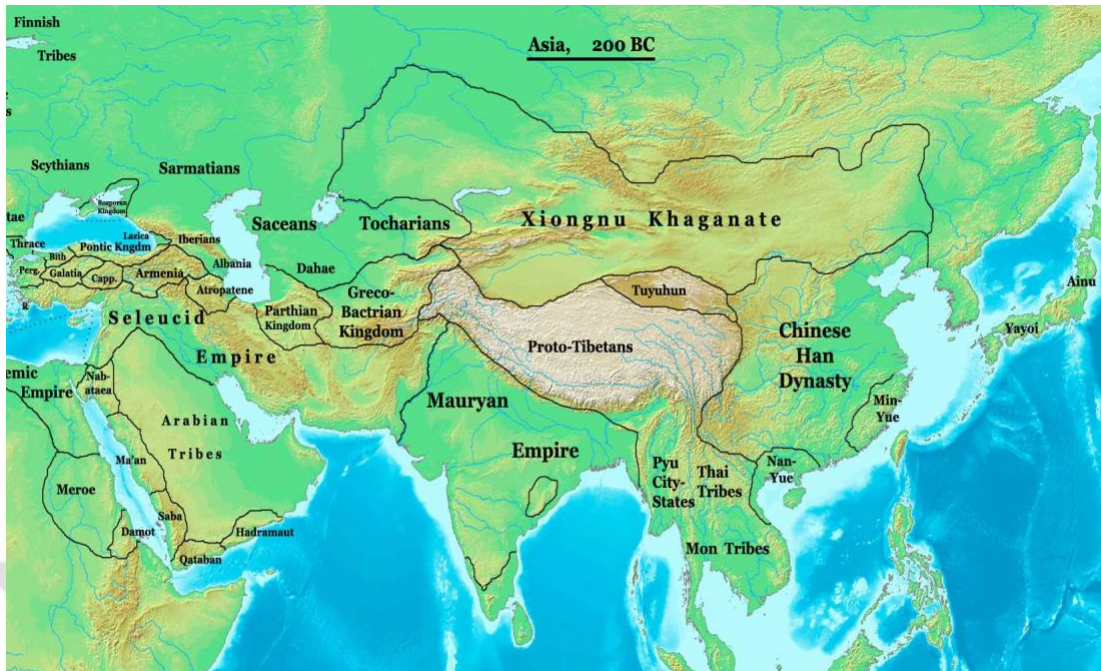 Asia, 200 BC
Finnish
Tribes
Scythians
Sarmatians
Bosporan
Kingdom
tae
Thrace
Lazica
Pontic Kngdm
Iberians
Bith
Perg.
Galatia
Capp.
Armenia
Albania
Atropatene
R
Saceans
Tocharians
Dahae
Xiongnu Khaganate
Greco-
Bactrian
Kingdom
Parthian
Kingdom
Seleucid
Empire
Tuyuhun
Proto-Tibetans
Chinese
Han
Dynasty
Ainu
Yayoi
Min-
Yue
Nan-
Yue
emic
Empire
Nab-
ataea
Arabian
Tribes
Ma'an
Meroe
Saba
Damot
Hadramaut
Qataban
Mauryan
Empire
Pyu
City-
States
Thai
Tribes
Mon Tribes